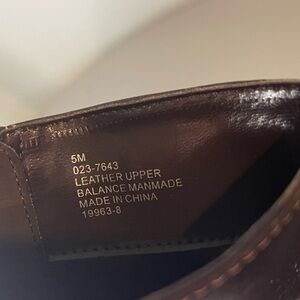 5M
023-7643
LEATHER UPPER
BALANCE MANMADE
MADE IN CHINA
19963-8